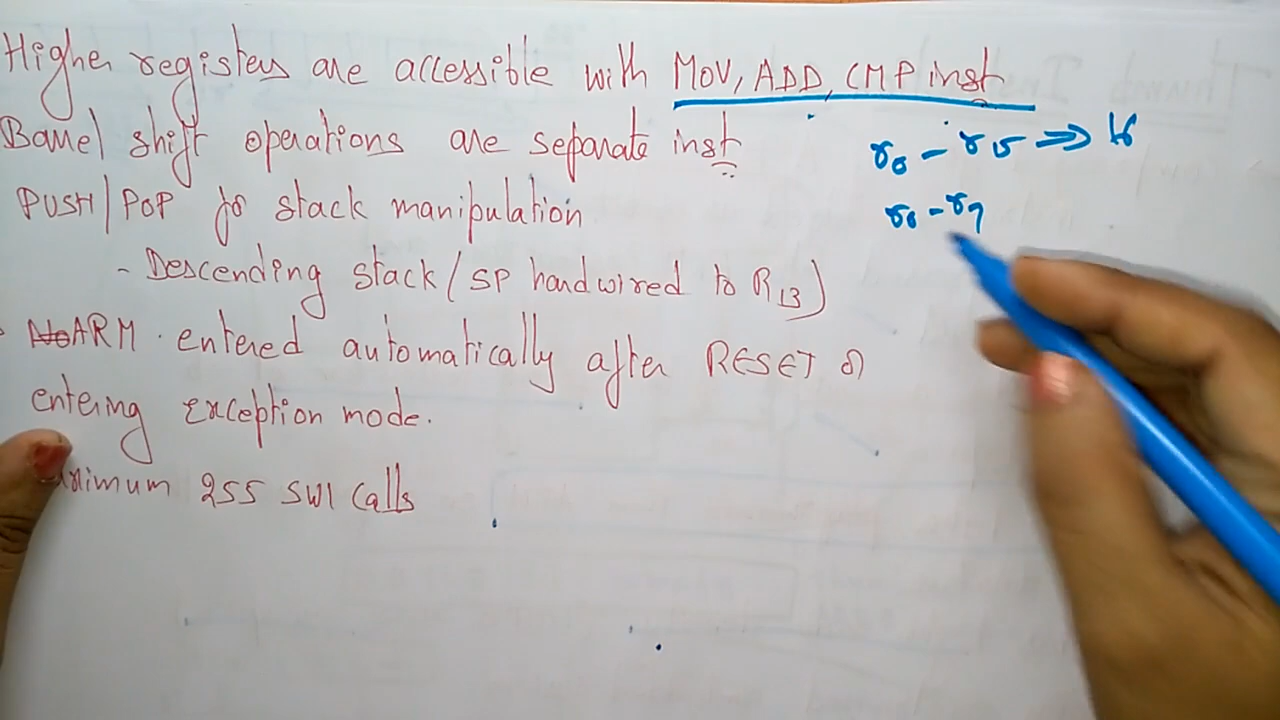 Higher registers are accessible with MOV, ADD, CMP inst
Barrel shift operations are separate inst
r0 - r15 => 16
PUSH/POP for stack manipulation
r0 - r7
- Descending stack (SP hardwired to R13)
ARM entered automatically after RESET or
entering exception mode.
255 SWI calls